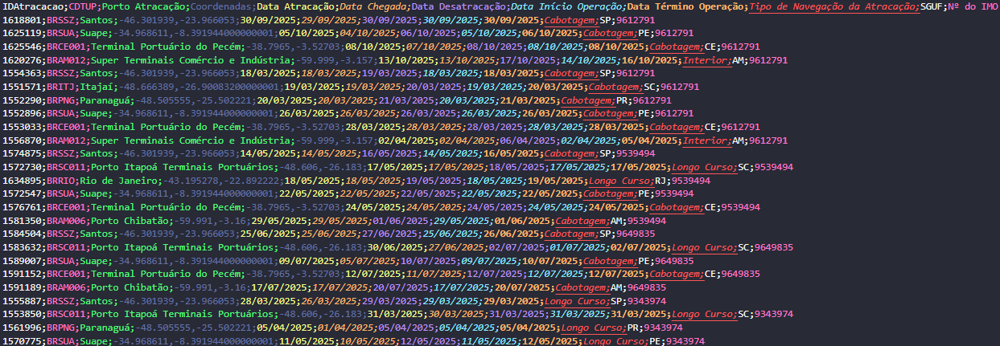 IDAtracacao;CDTUP;Porto Atracação;Coordenadas;Data Atracação;Data Chegada;Data Desatracação;Data Início Operação;Data Término Operação;Tipo de Navegação da Atracação;SGUF;Nº do IMO
1618801;BRSSZ;Santos;-46.301939,-23.966053;30/09/2025;29/09/2025;30/09/2025;30/09/2025;30/09/2025;Cabotagem;SP;9612791
1625119;BRSUA;Suape;-34.968611,-8.391944000000001;05/10/2025;04/10/2025;06/10/2025;05/10/2025;06/10/2025;Cabotagem;PE;9612791
1625546;BRCE001;Terminal Portuário do Pecém;-38.7965,-3.52703;08/10/2025;07/10/2025;08/10/2025;08/10/2025;08/10/2025;Cabotagem;CE;9612791
1620276;BRAM012;Super Terminais Comércio e Indústria;-59.999,-3.157;13/10/2025;13/10/2025;17/10/2025;14/10/2025;16/10/2025;Interior;AM;9612791
1554363;BRSSZ;Santos;-46.301939,-23.966053;18/03/2025;18/03/2025;19/03/2025;18/03/2025;18/03/2025;Cabotagem;SP;9612791
1551571;BRITJ;Itajaí;-48.666389,-26.900832000000001;19/03/2025;19/03/2025;20/03/2025;19/03/2025;20/03/2025;Cabotagem;SC;9612791
1552290;BRPNG;Paranaguá;-48.505555,-25.502221;20/03/2025;20/03/2025;21/03/2025;20/03/2025;21/03/2025;Cabotagem;PR;9612791
1552896;BRSUA;Suape;-34.968611,-8.391944000000001;26/03/2025;26/03/2025;26/03/2025;26/03/2025;26/03/2025;Cabotagem;PE;9612791
1553033;BRCE001;Terminal Portuário do Pecém;-38.7965,-3.52703;28/03/2025;28/03/2025;28/03/2025;28/03/2025;28/03/2025;Cabotagem;CE;9612791
1556870;BRAM012;Super Terminais Comércio e Indústria;-59.999,-3.157;02/04/2025;02/04/2025;06/04/2025;02/04/2025;05/04/2025;Interior;AM;9612791
1574875;BRSSZ;Santos;-46.301939,-23.966053;14/05/2025;14/05/2025;16/05/2025;14/05/2025;16/05/2025;Cabotagem;SP;9539494
1572730;BRSC011;Porto Itapoá Terminais Portuários;-48.606,-26.183;17/05/2025;17/05/2025;18/05/2025;17/05/2025;17/05/2025;Longo Curso;SC;9539494
1634895;BRRIO;Rio de Janeiro;-43.195278,-22.892222;18/05/2025;18/05/2025;19/05/2025;18/05/2025;19/05/2025;Longo Curso;RJ;9539494
1572547;BRSUA;Suape;-34.968611,-8.391944000000001;22/05/2025;22/05/2025;22/05/2025;22/05/2025;22/05/2025;Cabotagem;PE;9539494
1576761;BRCE001;Terminal Portuário do Pecém;-38.7965,-3.52703;24/05/2025;24/05/2025;24/05/2025;24/05/2025;24/05/2025;Cabotagem;CE;9539494
1581350;BRAM006;Porto Chibatão;-59.991,-3.16;29/05/2025;29/05/2025;01/06/2025;29/05/2025;01/06/2025;Cabotagem;AM;9539494
1584504;BRSSZ;Santos;-46.301939,-23.966053;25/06/2025;25/06/2025;27/06/2025;25/06/2025;26/06/2025;Cabotagem;SP;9649835
1583632;BRSC011;Porto Itapoá Terminais Portuários;-48.606,-26.183;30/06/2025;27/06/2025;02/07/2025;01/07/2025;02/07/2025;Longo Curso;SC;9649835
1589007;BRSUA;Suape;-34.968611,-8.391944000000001;09/07/2025;05/07/2025;10/07/2025;09/07/2025;10/07/2025;Cabotagem;PE;9649835
1591152;BRCE001;Terminal Portuário do Pecém;-38.7965,-3.52703;12/07/2025;11/07/2025;12/07/2025;12/07/2025;12/07/2025;Cabotagem;CE;9649835
1591189;BRAM006;Porto Chibatão;-59.991,-3.16;17/07/2025;17/07/2025;20/07/2025;17/07/2025;20/07/2025;Cabotagem;AM;9649835
1555887;BRSSZ;Santos;-46.301939,-23.966053;28/03/2025;26/03/2025;29/03/2025;29/03/2025;29/03/2025;Longo Curso;SP;9343974
1553850;BRSC011;Porto Itapoá Terminais Portuários;-48.606,-26.183;31/03/2025;30/03/2025;31/03/2025;31/03/2025;31/03/2025;Longo Curso;SC;9343974
1561996;BRPNG;Paranaguá;-48.505555,-25.502221;05/04/2025;01/04/2025;05/04/2025;05/04/2025;05/04/2025;Longo Curso;PR;9343974
1570775;BRSUA;Suape;-34.968611,-8.391944000000001;11/05/2025;10/05/2025;12/05/2025;11/05/2025;12/05/2025;Longo Curso;PE;9343974